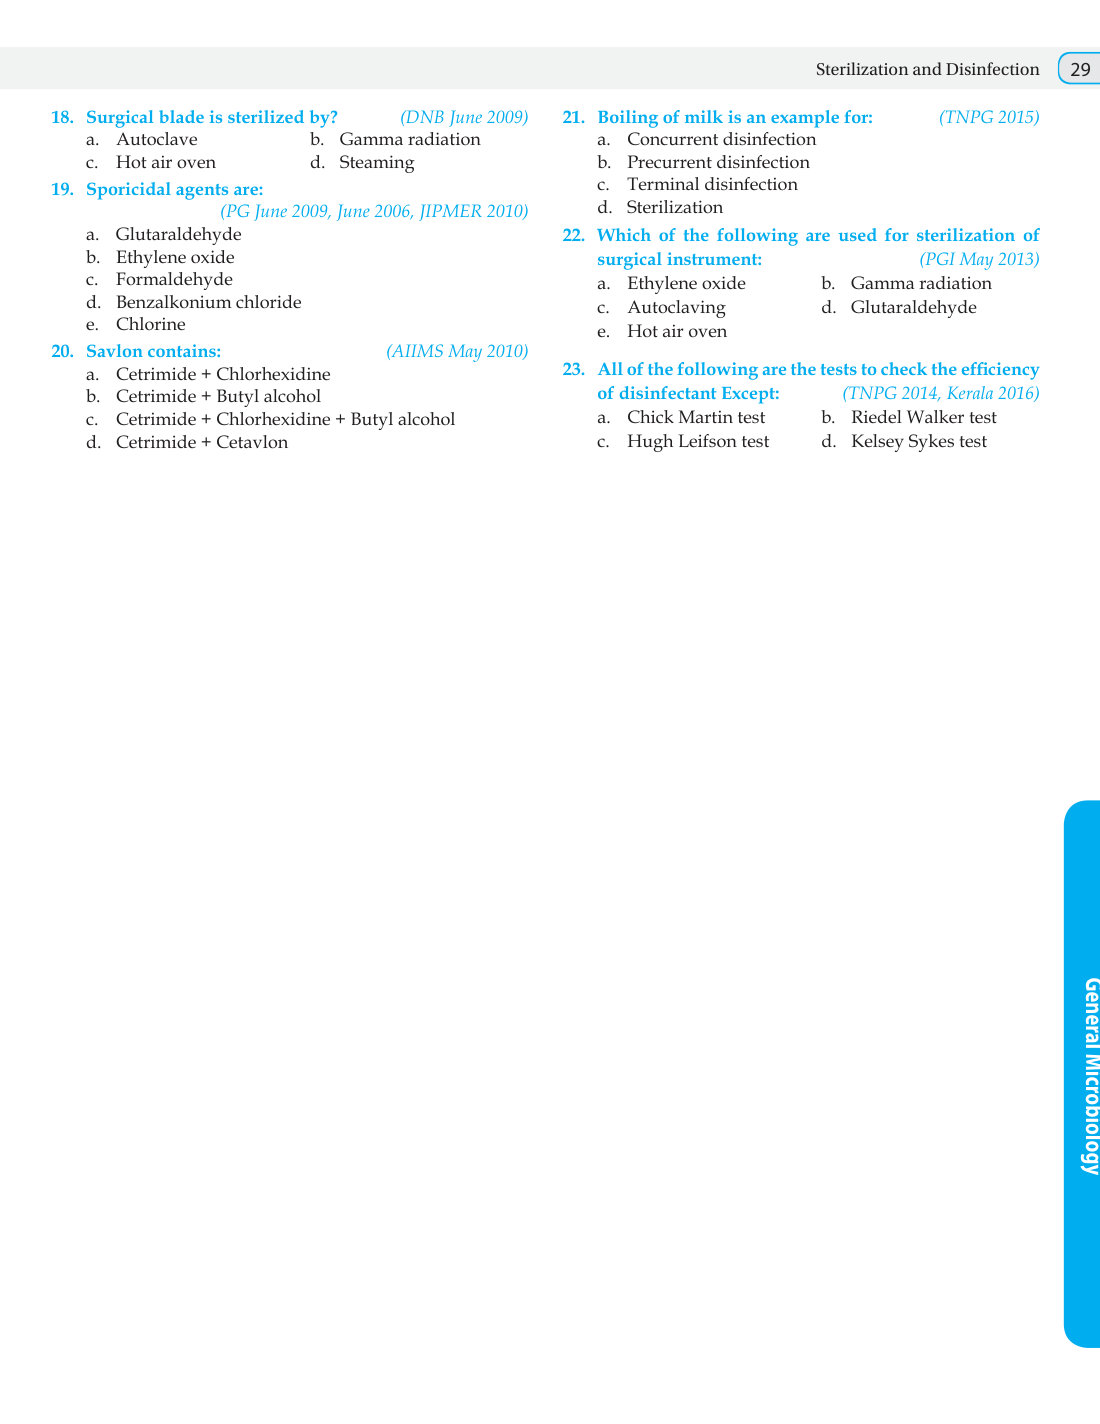 Sterilization and Disinfection 29
18. Surgical blade is sterilized by? (DNB June 2009)
a. Autoclave b. Gamma radiation
c. Hot air oven d. Steaming
19. Sporicidal agents are:
(PG June 2009, June 2006, JIPMER 2010)
a. Glutaraldehyde
b. Ethylene oxide
c. Formaldehyde
d. Benzalkonium chloride
e. Chlorine
20. Savlon contains: (AIIMS May 2010)
a. Cetrimide + Chlorhexidine
b. Cetrimide + Butyl alcohol
c. Cetrimide + Chlorhexidine + Butyl alcohol
d. Cetrimide + Cetavlon
21. Boiling of milk is an example for: (TNPG 2015)
a. Concurrent disinfection
b. Precurrent disinfection
c. Terminal disinfection
d. Sterilization
22. Which of the following are used for sterilization of
surgical instrument: (PGI May 2013)
a. Ethylene oxide b. Gamma radiation
c. Autoclaving d. Glutaraldehyde
e. Hot air oven
23. All of the following are the tests to check the efficiency
of disinfectant Except: (TNPG 2014, Kerala 2016)
a. Chick Martin test b. Riedel Walker test
c. Hugh Leifson test d. Kelsey Sykes test
General Microbiology